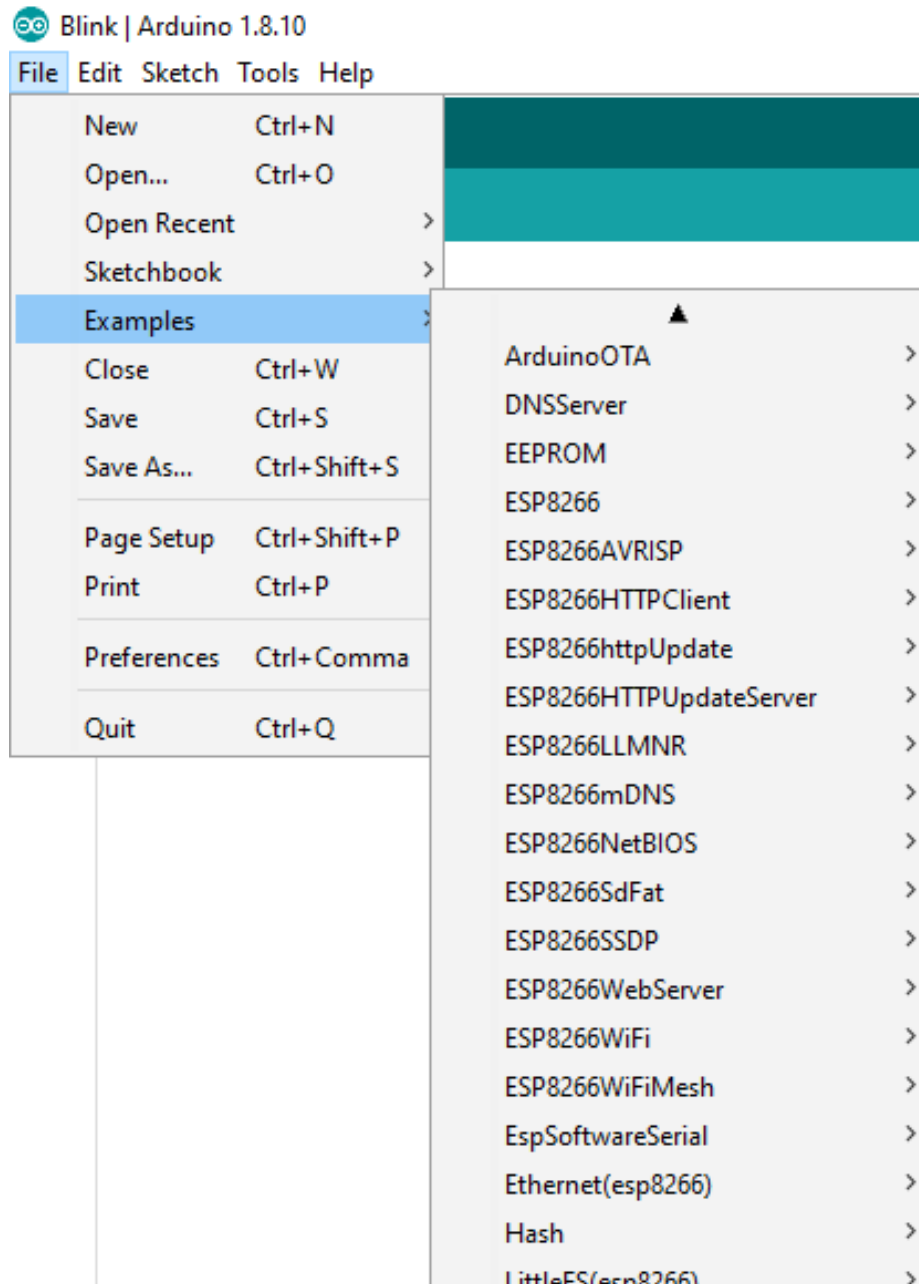 Blink | Arduino 1.8.10
File Edit Sketch Tools Help
New Ctrl+N
Open... Ctrl+O
Open Recent
Sketchbook
Examples
Close Ctrl+W
Save Ctrl+S
Save As... Ctrl+Shift+S
Page Setup Ctrl+Shift+P
Print Ctrl+P
Preferences Ctrl+Comma
Quit Ctrl+Q
ArduinoOTA
DNSServer
EEPROM
ESP8266
ESP8266AVRISP
ESP8266HTTPClient
ESP8266httpUpdate
ESP8266HTTPUpdateServer
ESP8266LLMNR
ESP8266mDNS
ESP8266NetBIOS
ESP8266SdFat
ESP8266SSDP
ESP8266WebServer
ESP8266WiFi
ESP8266WiFiMesh
EspSoftwareSerial
Ethernet(esp8266)
Hash
LittleFS(esp8266)